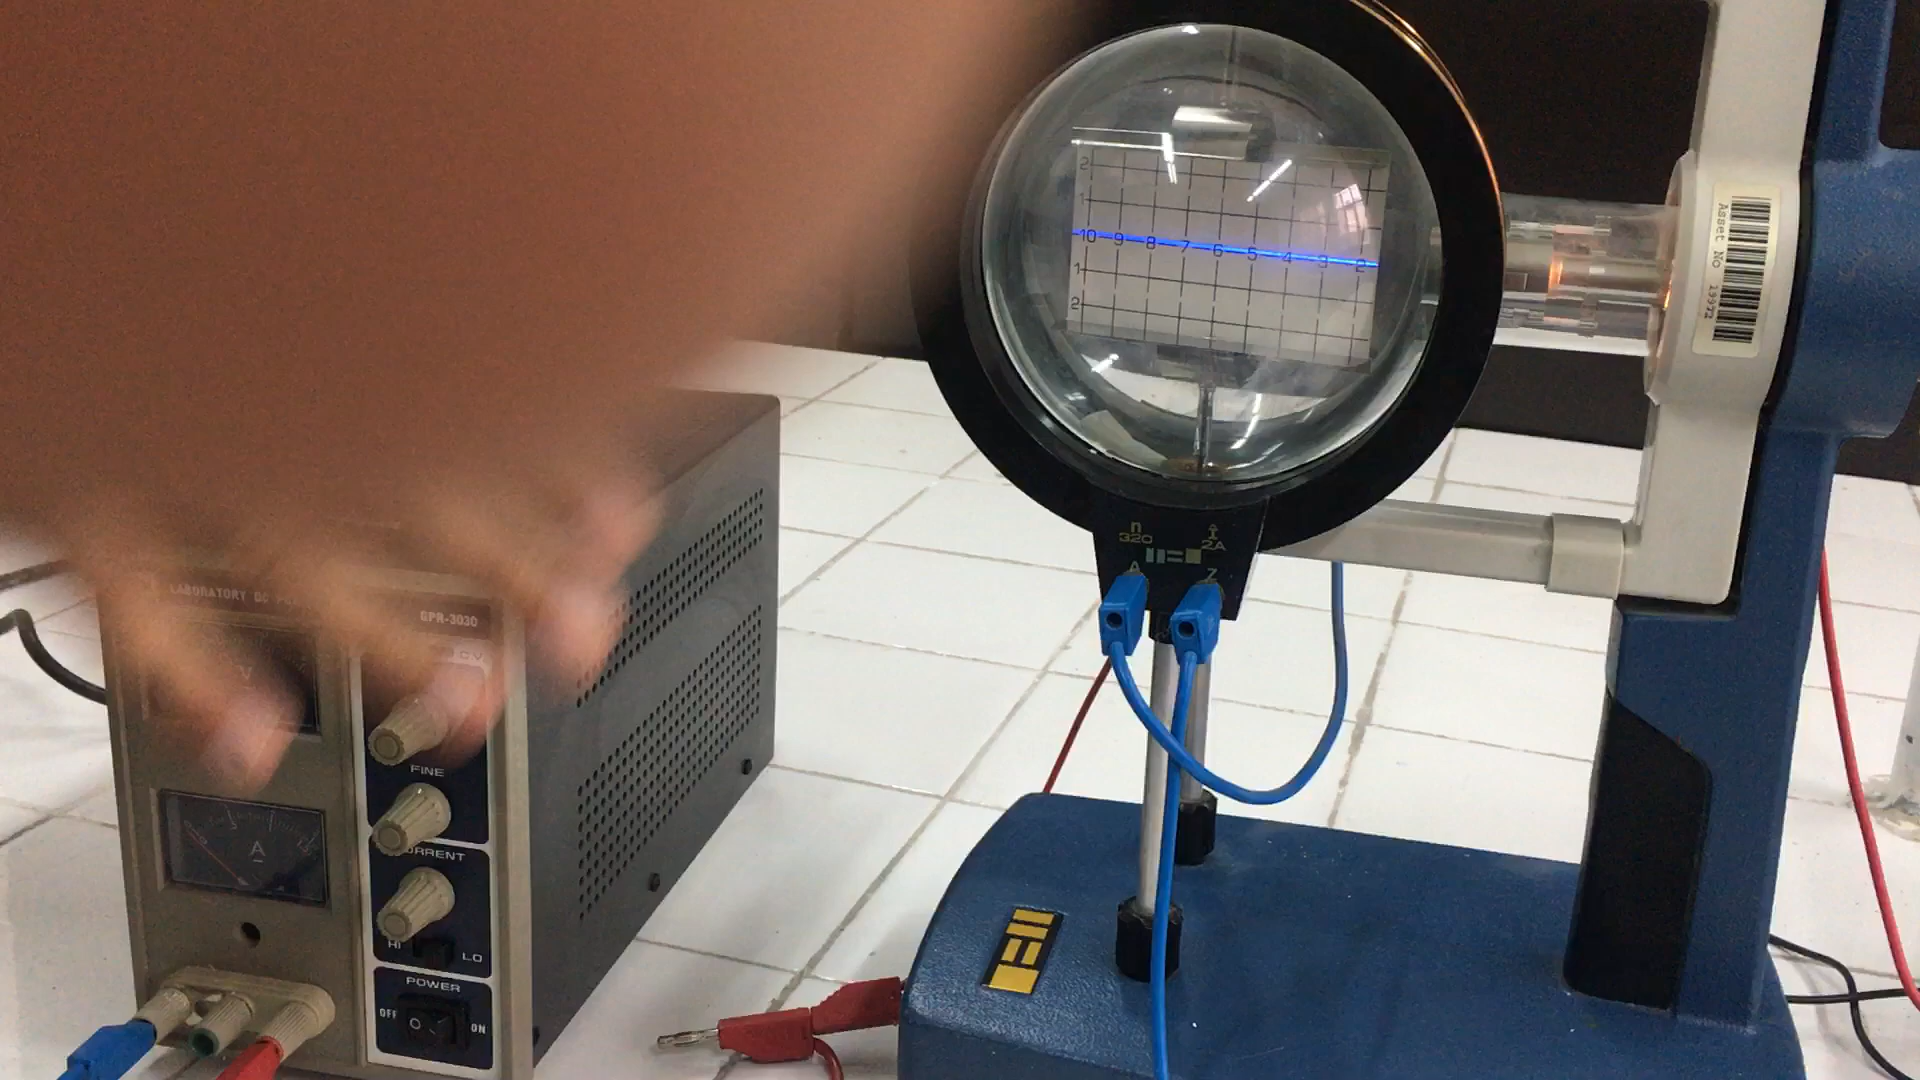 2
1
10 9 8 7 6 5 4 3 2
1
2
Asset No 13972
n
320
2A
A Z
LABORATORY DC
GPR-3030
C.V
V
FINE
A
CURRENT
HI
LO
POWER
OFF
ON